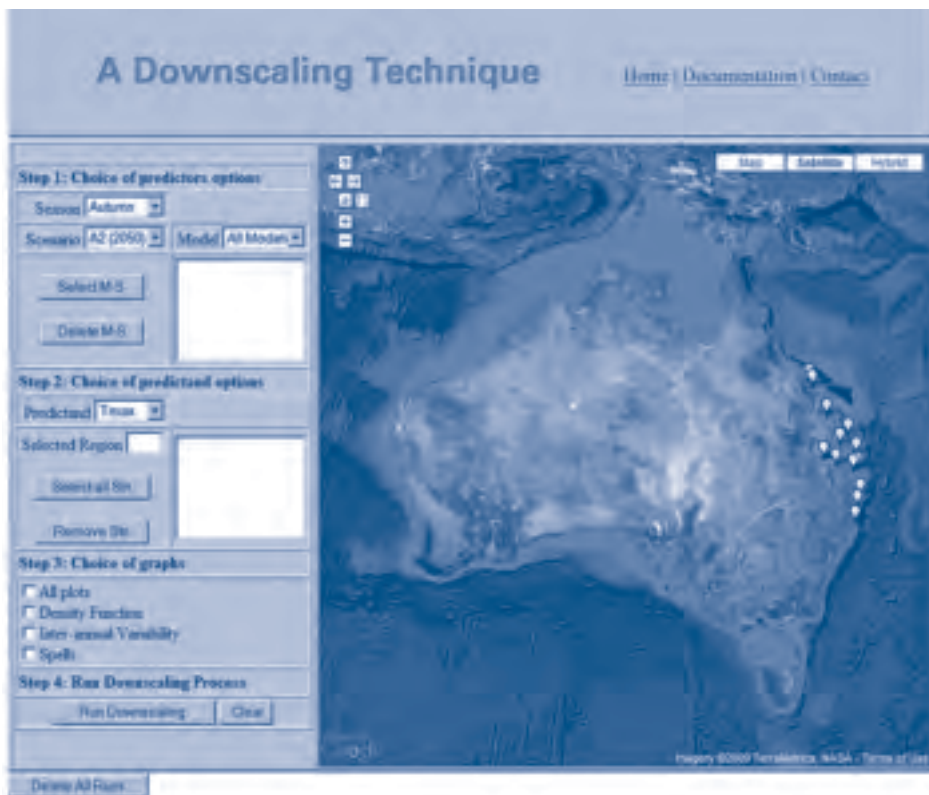 A Downscaling Technique
Home | Documentation | Contact
Map Satellite Hybrid
Step 1: Choice of predictors options
Season Autumn
Scenario A2 (2050) Model All Models
Select M-S
Delete M-S
Step 2: Choice of predictand options
Predictand Tmax
Selected Region
Select all Stn
Remove Stn
Step 3: Choice of graphs
All plots
Density Function
Inter-annual Variability
Spells
Step 4: Run Downscaling Process
Run Downscaling Clear
Imagery ©2009 TerraMetrics, NASA - Terms of Use
Delete All Runs